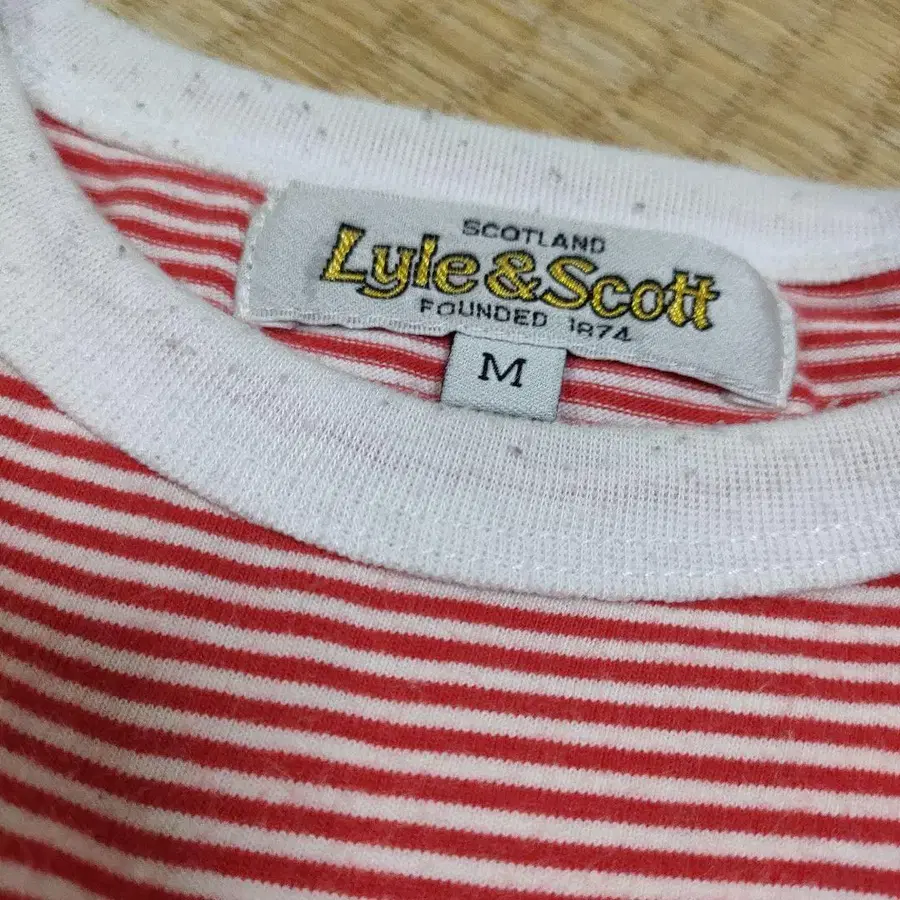 SCOTLAND
Lyle&Scott
FOUNDED 1874
M